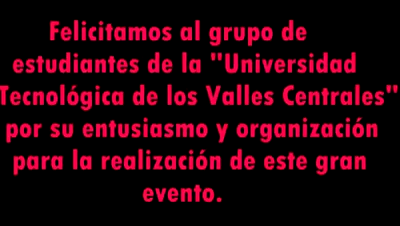 Felicitamos al grupo de
estudiantes de la "Universidad
Tecnológica de los Valles Centrales"
por su entusiasmo y organización
para la realización de este gran
evento.